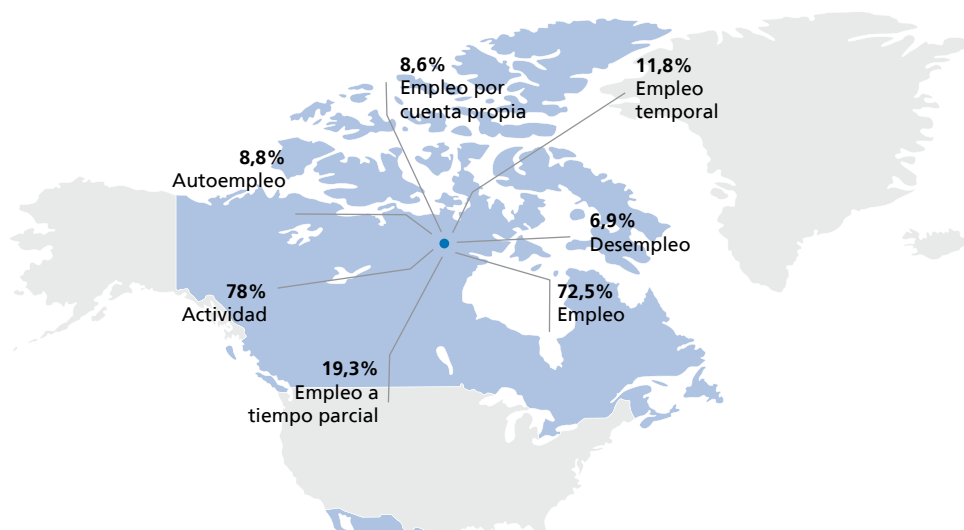 8,6%
Empleo por
cuenta propia
11,8%
Empleo
temporal
8,8%
Autoempleo
6,9%
Desempleo
78%
Actividad
72,5%
Empleo
19,3%
Empleo a
tiempo parcial